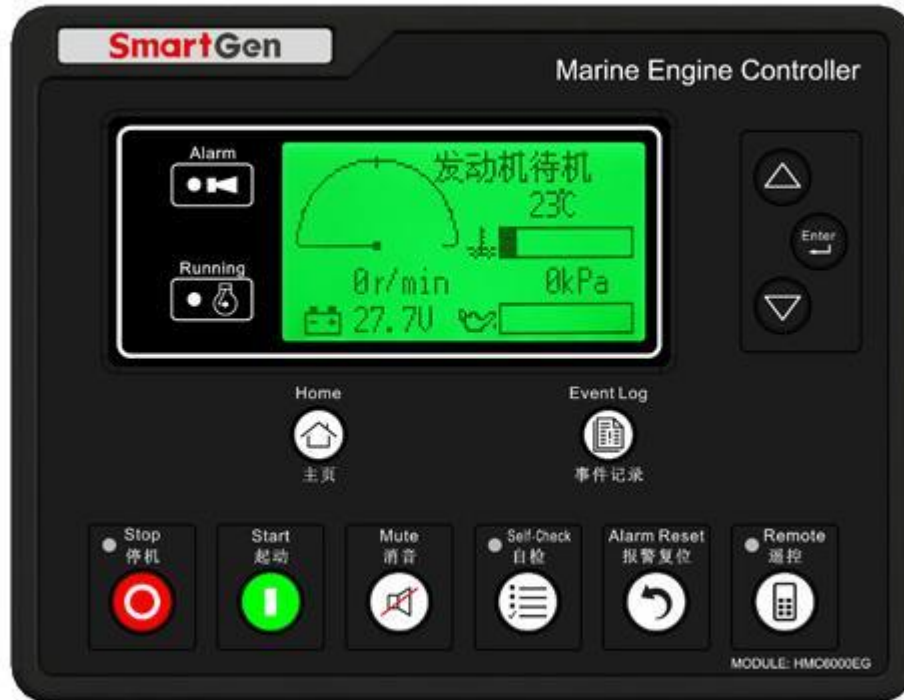 SmartGen
Marine Engine Controller
Alarm
发动机待机
23℃
Running
0r/min
0kPa
27.7V
Enter
Home
主页
Event Log
事件记录
Stop
停机
Start
起动
Mute
消音
Self-Check
自检
Alarm Reset
报警复位
Remote
遥控
MODULE: HMC6000EG